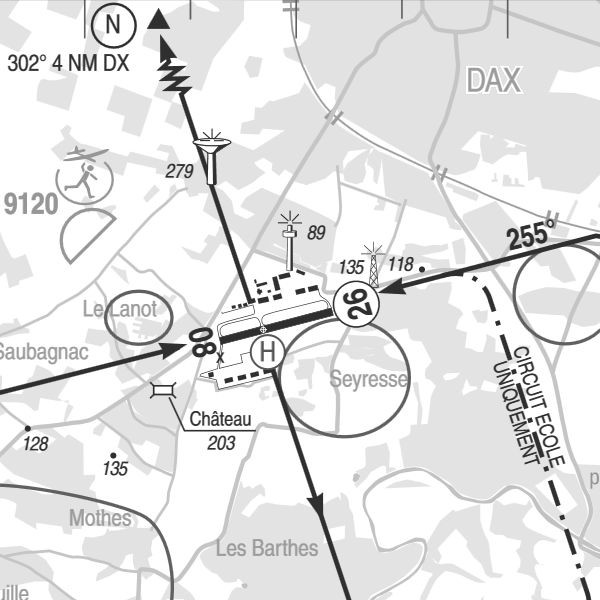 N
302° 4 NM DX
DAX
279
9120
89
255°
135
118
Le Lanot
26
08
x
H
Saubagnac
Seyresse
CIRCUIT ECOLE
UNIQUEMENT
Château
203
128
135
Mothes
Les Barthes
p
uille